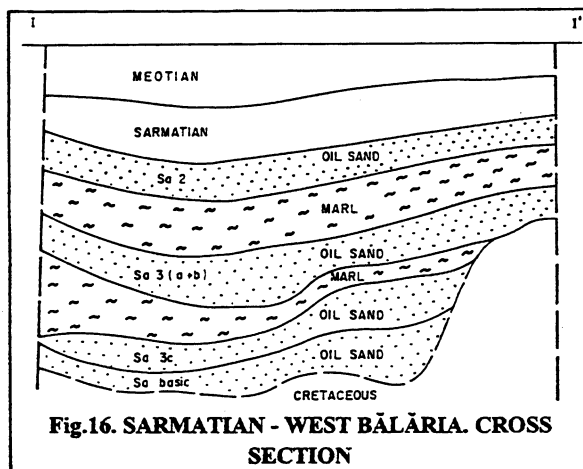 I I'
MEOTIAN
SARMATIAN
OIL SAND
Sa 2
MARL
OIL SAND
Sa 3 (a+b)
MARL
OIL SAND
Sa 3c
OIL SAND
Sa basic
CRETACEOUS
Fig.16. SARMATIAN - WEST BĂLĂRIA. CROSS
SECTION